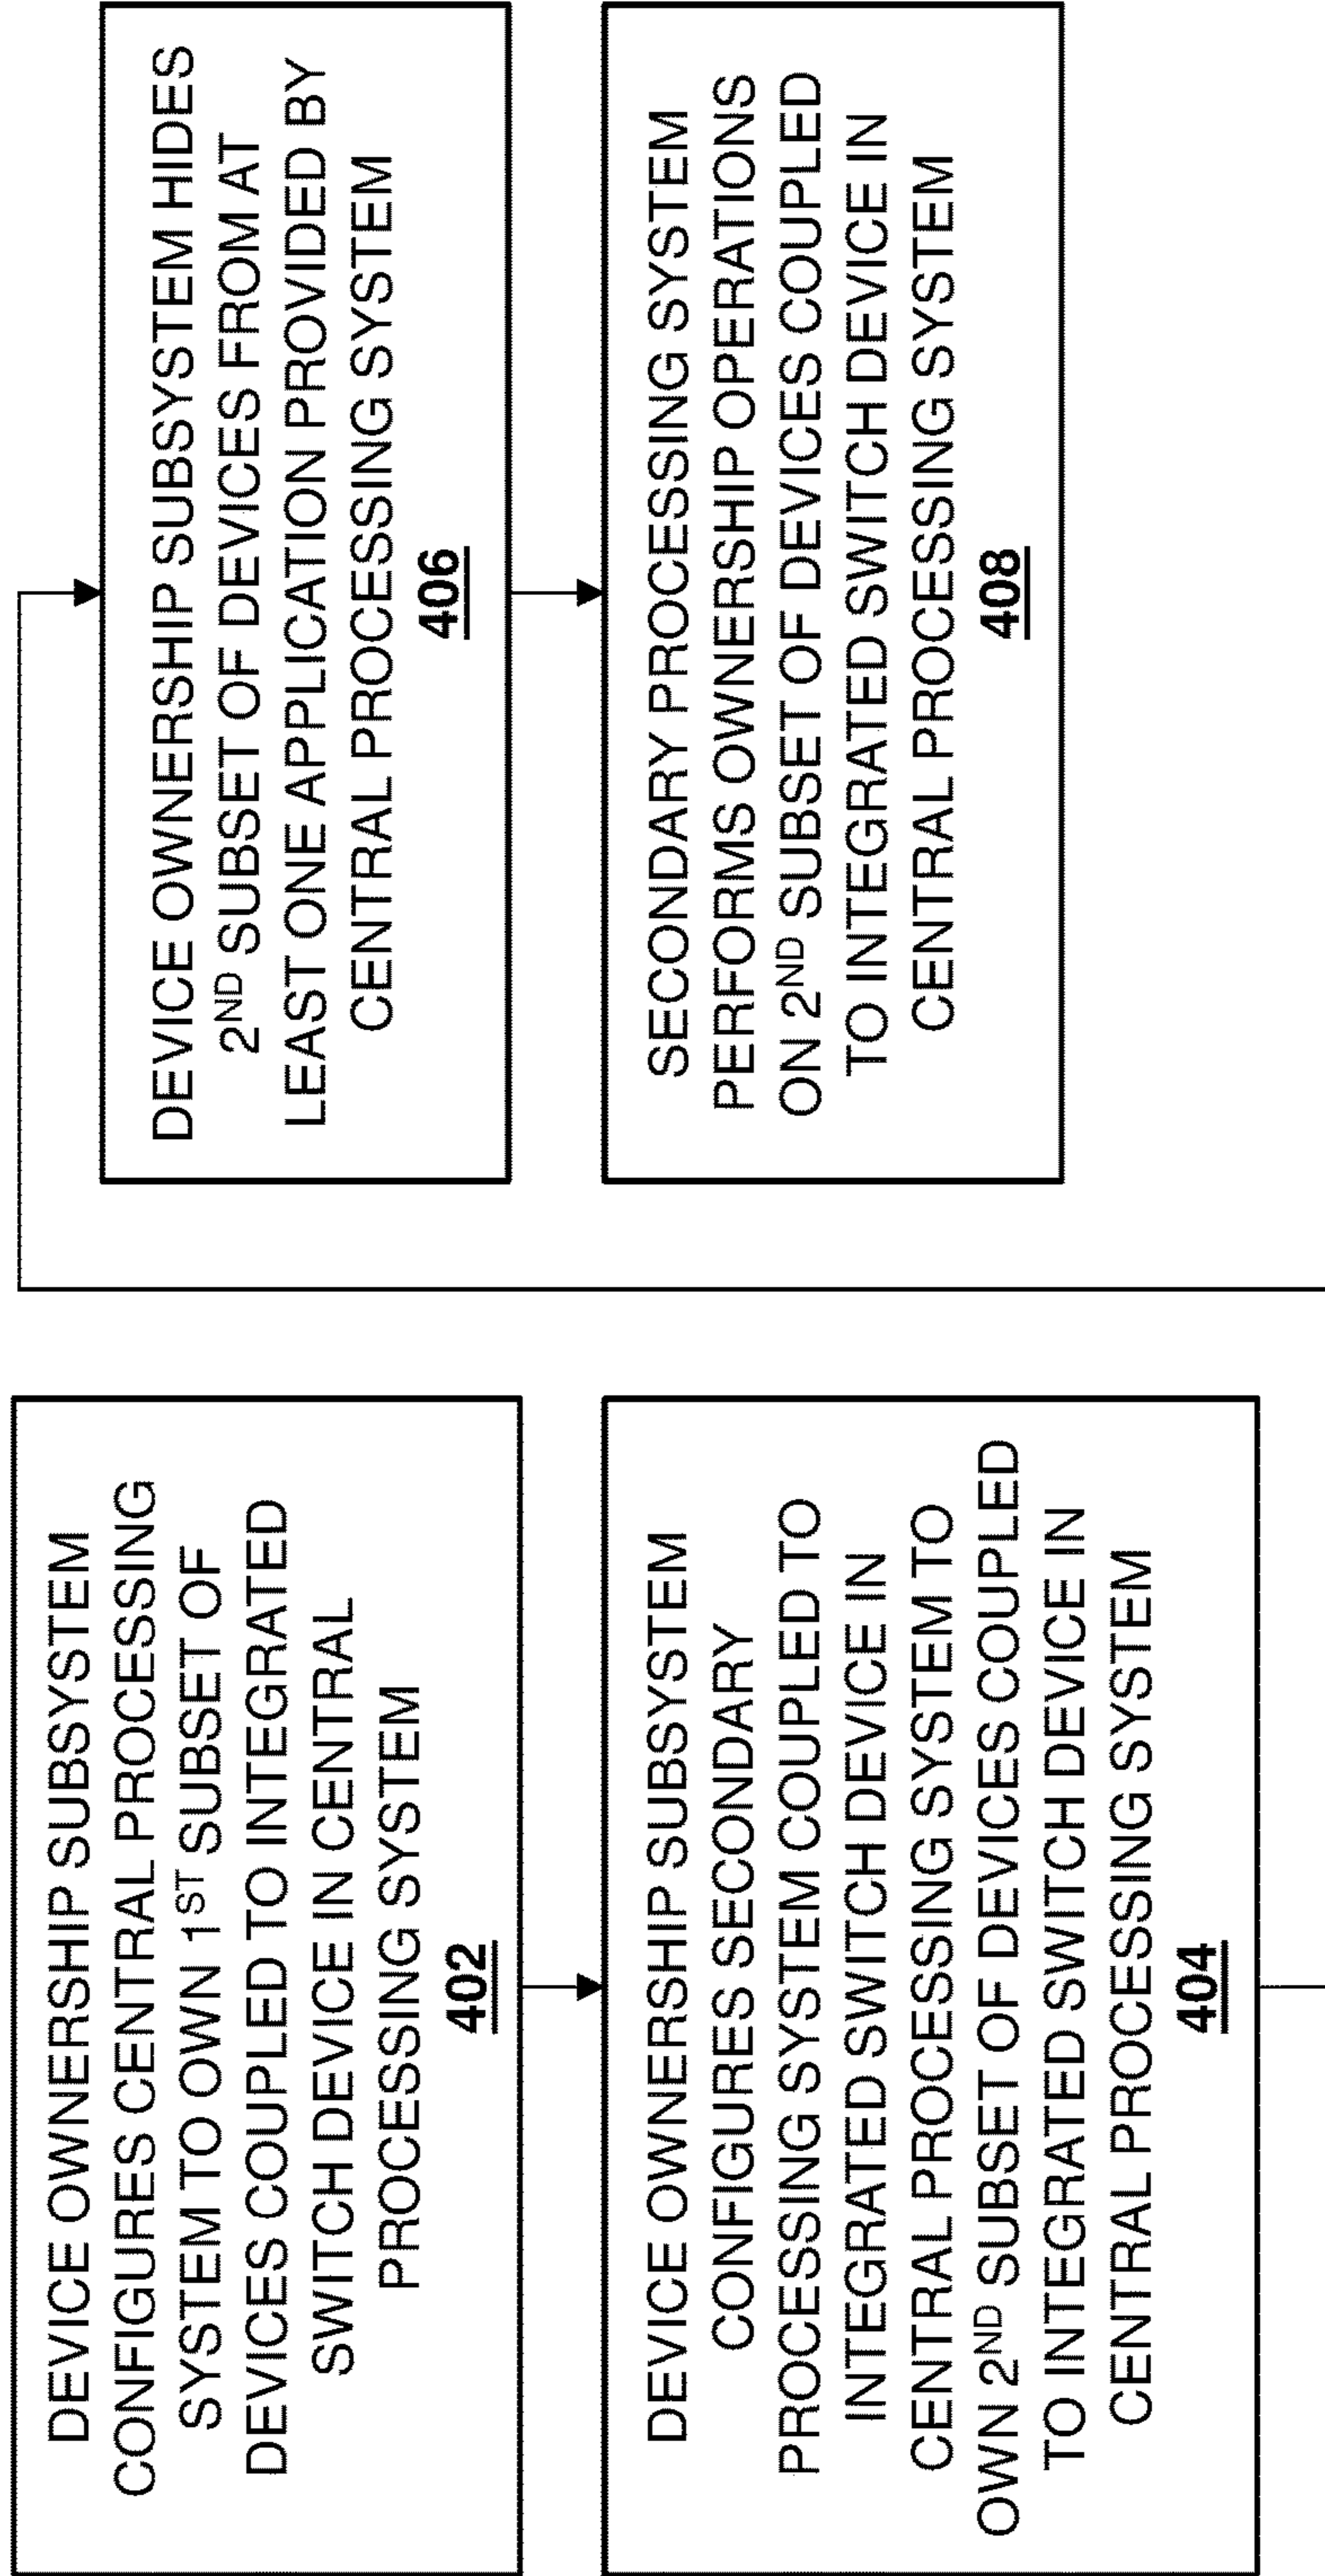 DEVICE OWNERSHIP SUBSYSTEM
CONFIGURES CENTRAL PROCESSING
SYSTEM TO OWN 1ST SUBSET OF
DEVICES COUPLED TO INTEGRATED
SWITCH DEVICE IN CENTRAL
PROCESSING SYSTEM
402
DEVICE OWNERSHIP SUBSYSTEM
CONFIGURES SECONDARY
PROCESSING SYSTEM COUPLED TO
INTEGRATED SWITCH DEVICE IN
CENTRAL PROCESSING SYSTEM TO
OWN 2ND SUBSET OF DEVICES COUPLED
TO INTEGRATED SWITCH DEVICE IN
CENTRAL PROCESSING SYSTEM
404
DEVICE OWNERSHIP SUBSYSTEM HIDES
2ND SUBSET OF DEVICES FROM AT
LEAST ONE APPLICATION PROVIDED BY
CENTRAL PROCESSING SYSTEM
406
SECONDARY PROCESSING SYSTEM
PERFORMS OWNERSHIP OPERATIONS
ON 2ND SUBSET OF DEVICES COUPLED
TO INTEGRATED SWITCH DEVICE IN
CENTRAL PROCESSING SYSTEM
408